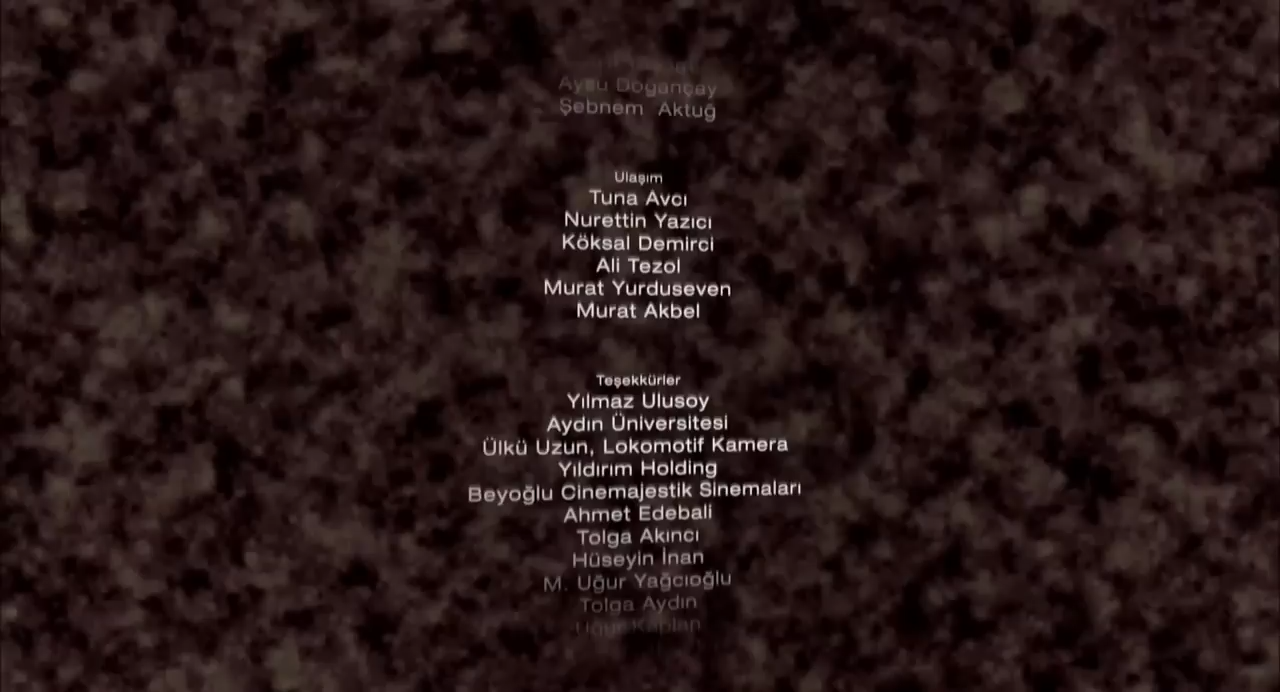 Aysu Doğançay
Şebnem Aktuğ
Ulaşım
Tuna Avcı
Nurettin Yazıcı
Köksal Demirci
Ali Tezol
Murat Yurduseven
Murat Akbel
Teşekkürler
Yılmaz Ulusoy
Aydın Üniversitesi
Ülkü Uzun, Lokomotif Kamera
Yıldırım Holding
Beyoğlu Cinemajestik Sinemaları
Ahmet Edebali
Tolga Akıncı
Hüseyin İnan
M. Uğur Yağcıoğlu
Tolga Aydın
Uğur Kaplan